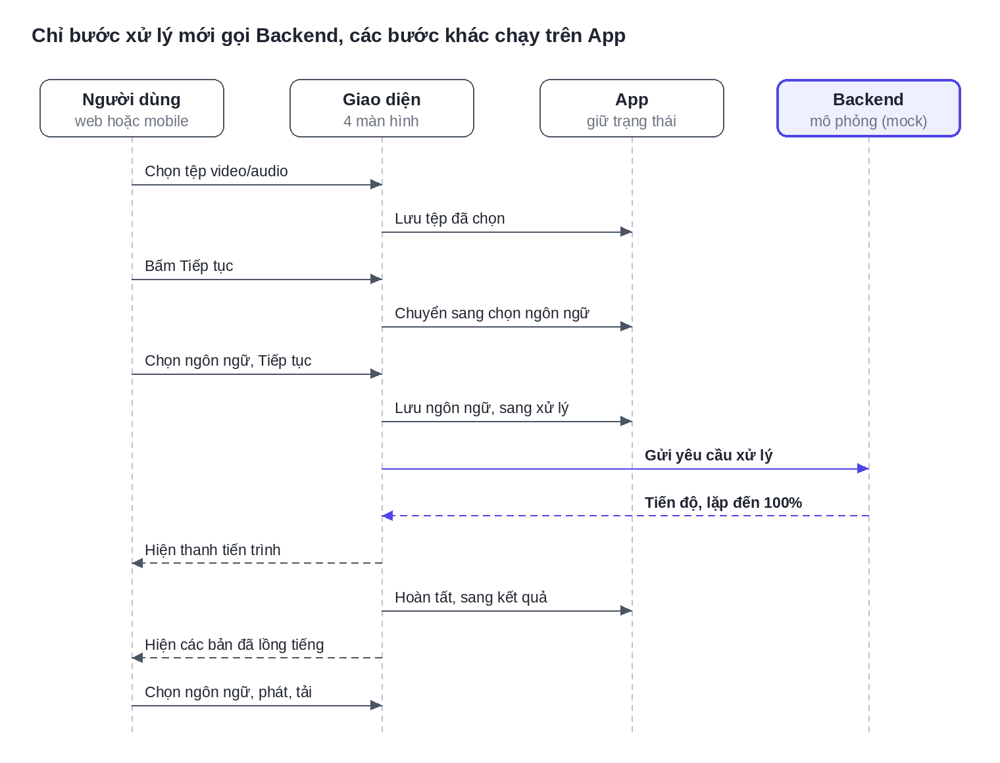 Chỉ bước xử lý mới gọi Backend, các bước khác chạy trên App
Người dùng
web hoặc mobile
Giao diện
4 màn hình
App
giữ trạng thái
Backend
mô phỏng (mock)
Chọn tệp video/audio
Lưu tệp đã chọn
Bấm Tiếp tục
Chuyển sang chọn ngôn ngữ
Chọn ngôn ngữ, Tiếp tục
Lưu ngôn ngữ, sang xử lý
Gửi yêu cầu xử lý
Tiến độ, lặp đến 100%
Hiện thanh tiến trình
Hoàn tất, sang kết quả
Hiện các bản đã lồng tiếng
Chọn ngôn ngữ, phát, tải